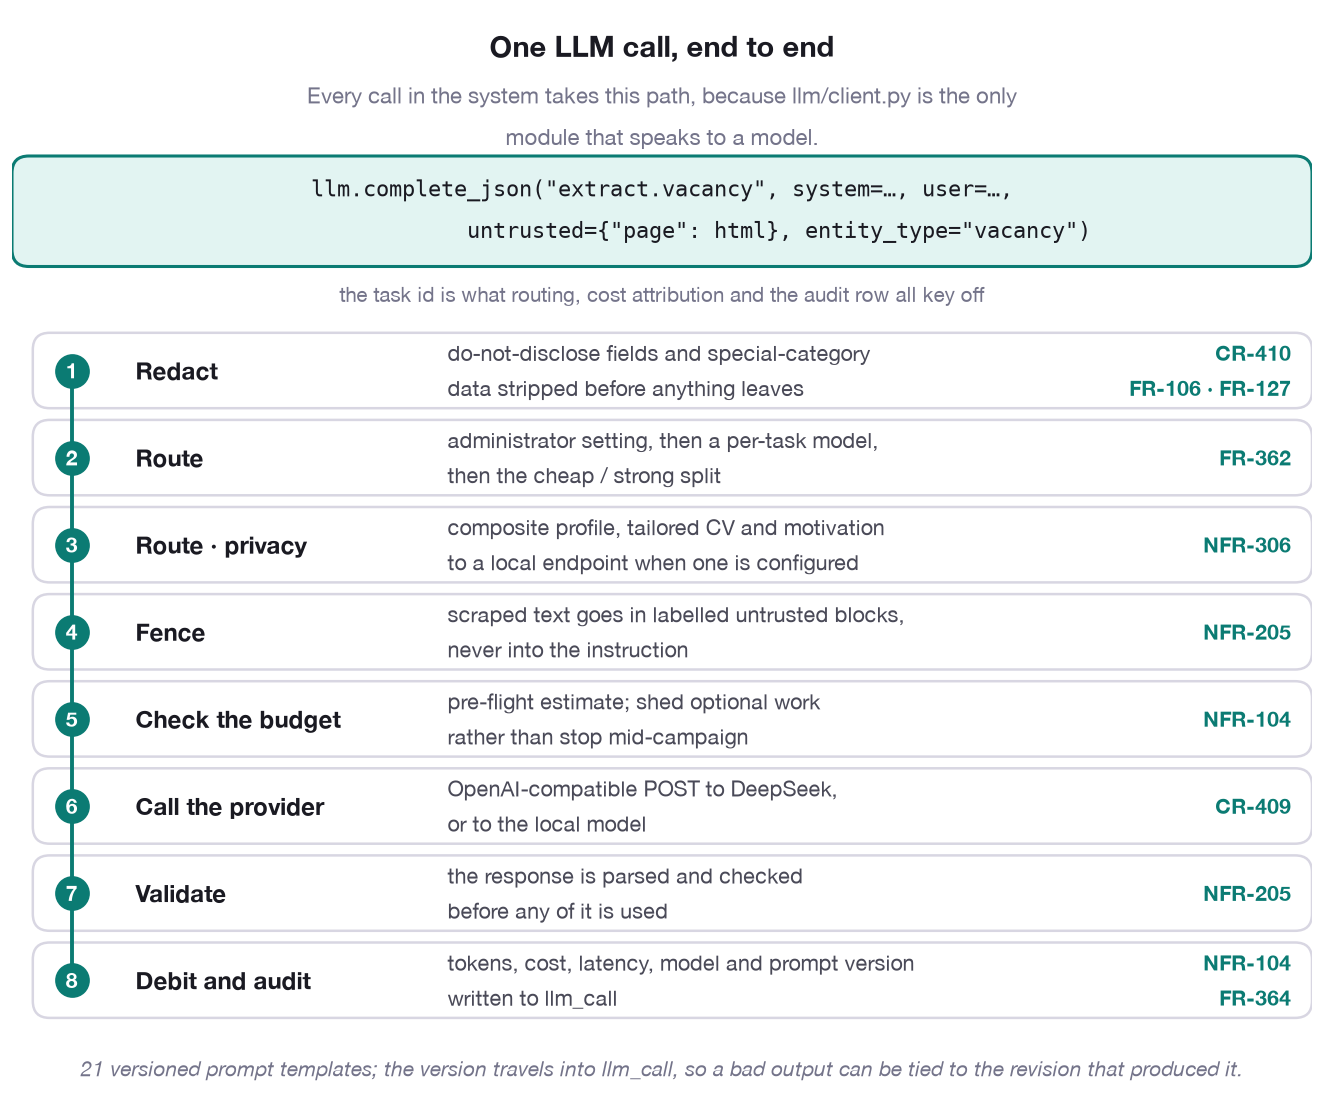 One LLM call, end to end
Every call in the system takes this path, because llm/client.py is the only
module that speaks to a model.
llm.complete_json("extract.vacancy", system=…, user=…,
untrusted={"page": html}, entity_type="vacancy")
the task id is what routing, cost attribution and the audit row all key off
1
Redact
do-not-disclose fields and special-category
data stripped before anything leaves
CR-410
FR-106 · FR-127
2
Route
administrator setting, then a per-task model,
then the cheap / strong split
FR-362
3
Route · privacy
composite profile, tailored CV and motivation
to a local endpoint when one is configured
NFR-306
4
Fence
scraped text goes in labelled untrusted blocks,
never into the instruction
NFR-205
5
Check the budget
pre-flight estimate; shed optional work
rather than stop mid-campaign
NFR-104
6
Call the provider
OpenAI-compatible POST to DeepSeek,
or to the local model
CR-409
7
Validate
the response is parsed and checked
before any of it is used
NFR-205
8
Debit and audit
tokens, cost, latency, model and prompt version
written to llm_call
NFR-104
FR-364
21 versioned prompt templates; the version travels into llm_call, so a bad output can be tied to the revision that produced it.